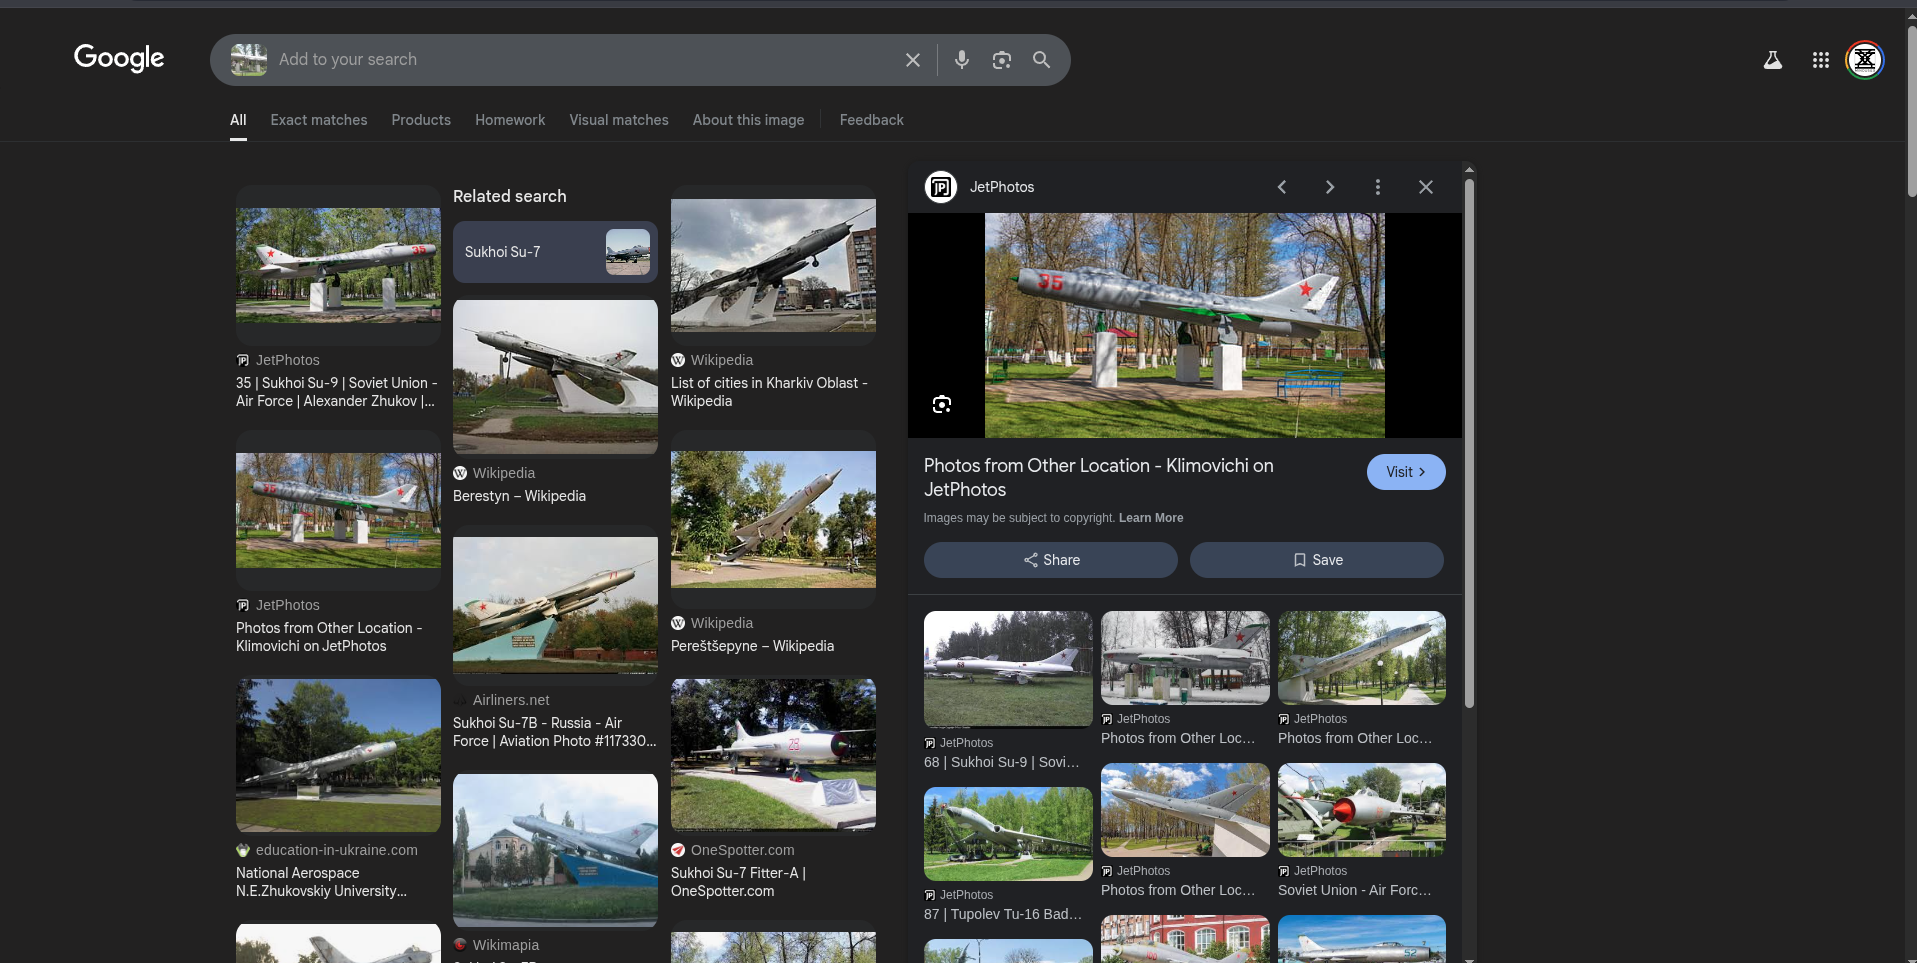 Google
Add to your search
All
Exact matches
Products
Homework
Visual matches
About this image
Feedback
35
JetPhotos
35 | Sukhoi Su-9 | Soviet Union -
Air Force | Alexander Zhukov |...
JetPhotos
Photos from Other Location -
Klimovichi on JetPhotos
education-in-ukraine.com
National Aerospace
N.E.Zhukovskiy University...
Related search
Sukhoi Su-7
Wikipedia
Berestyn – Wikipedia
Airliners.net
Sukhoi Su-7B - Russia - Air
Force | Aviation Photo #117330...
Wikimapia
W Wikipedia
List of cities in Kharkiv Oblast -
Wikipedia
W Wikipedia
Pereštšepyne – Wikipedia
28
OneSpotter.com
Sukhoi Su-7 Fitter-A |
OneSpotter.com
JP
JetPhotos
35
Photos from Other Location - Klimovichi on
JetPhotos
Visit
Images may be subject to copyright. Learn More
Share
Save
68
JetPhotos
68 | Sukhoi Su-9 | Sovi...
JetPhotos
87 | Tupolev Tu-16 Bad...
JetPhotos
Photos from Other Loc...
JetPhotos
Photos from Other Loc...
JetPhotos
Photos from Other Loc...
JetPhotos
Soviet Union - Air Forc...
52